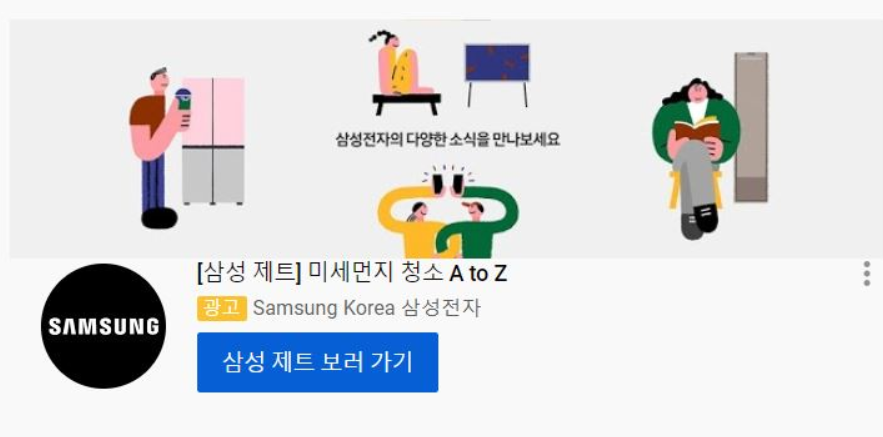 삼성전자의 다양한 소식을 만나보세요
[삼성 제트] 미세먼지 청소 A to Z
SAMSUNG
광고 Samsung Korea 삼성전자
삼성 제트 보러 가기